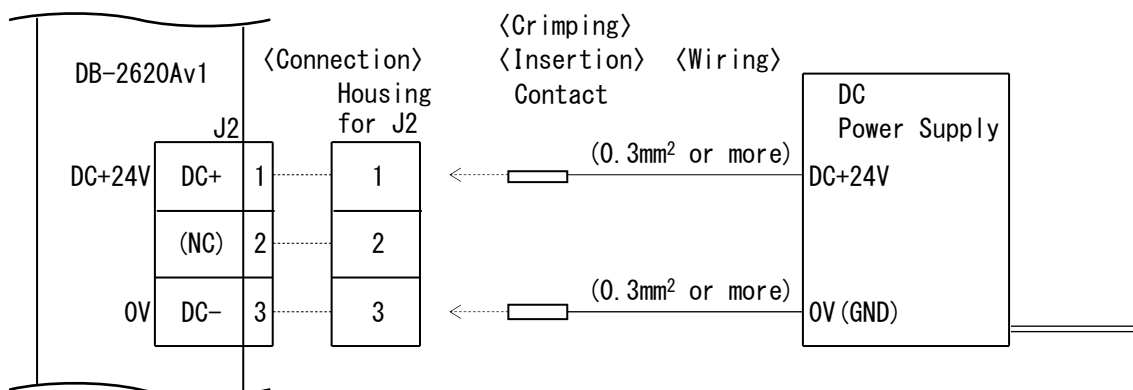 〈Crimping〉
DB-2620Av1
〈Connection〉
〈Insertion〉
〈Wiring〉
Housing
for J2
Contact
DC
Power Supply
J2
DC+24V
DC+
1
1
(0.3mm² or more)
DC+24V
(NC)
2
2
0V
DC-
3
3
(0.3mm² or more)
0V(GND)